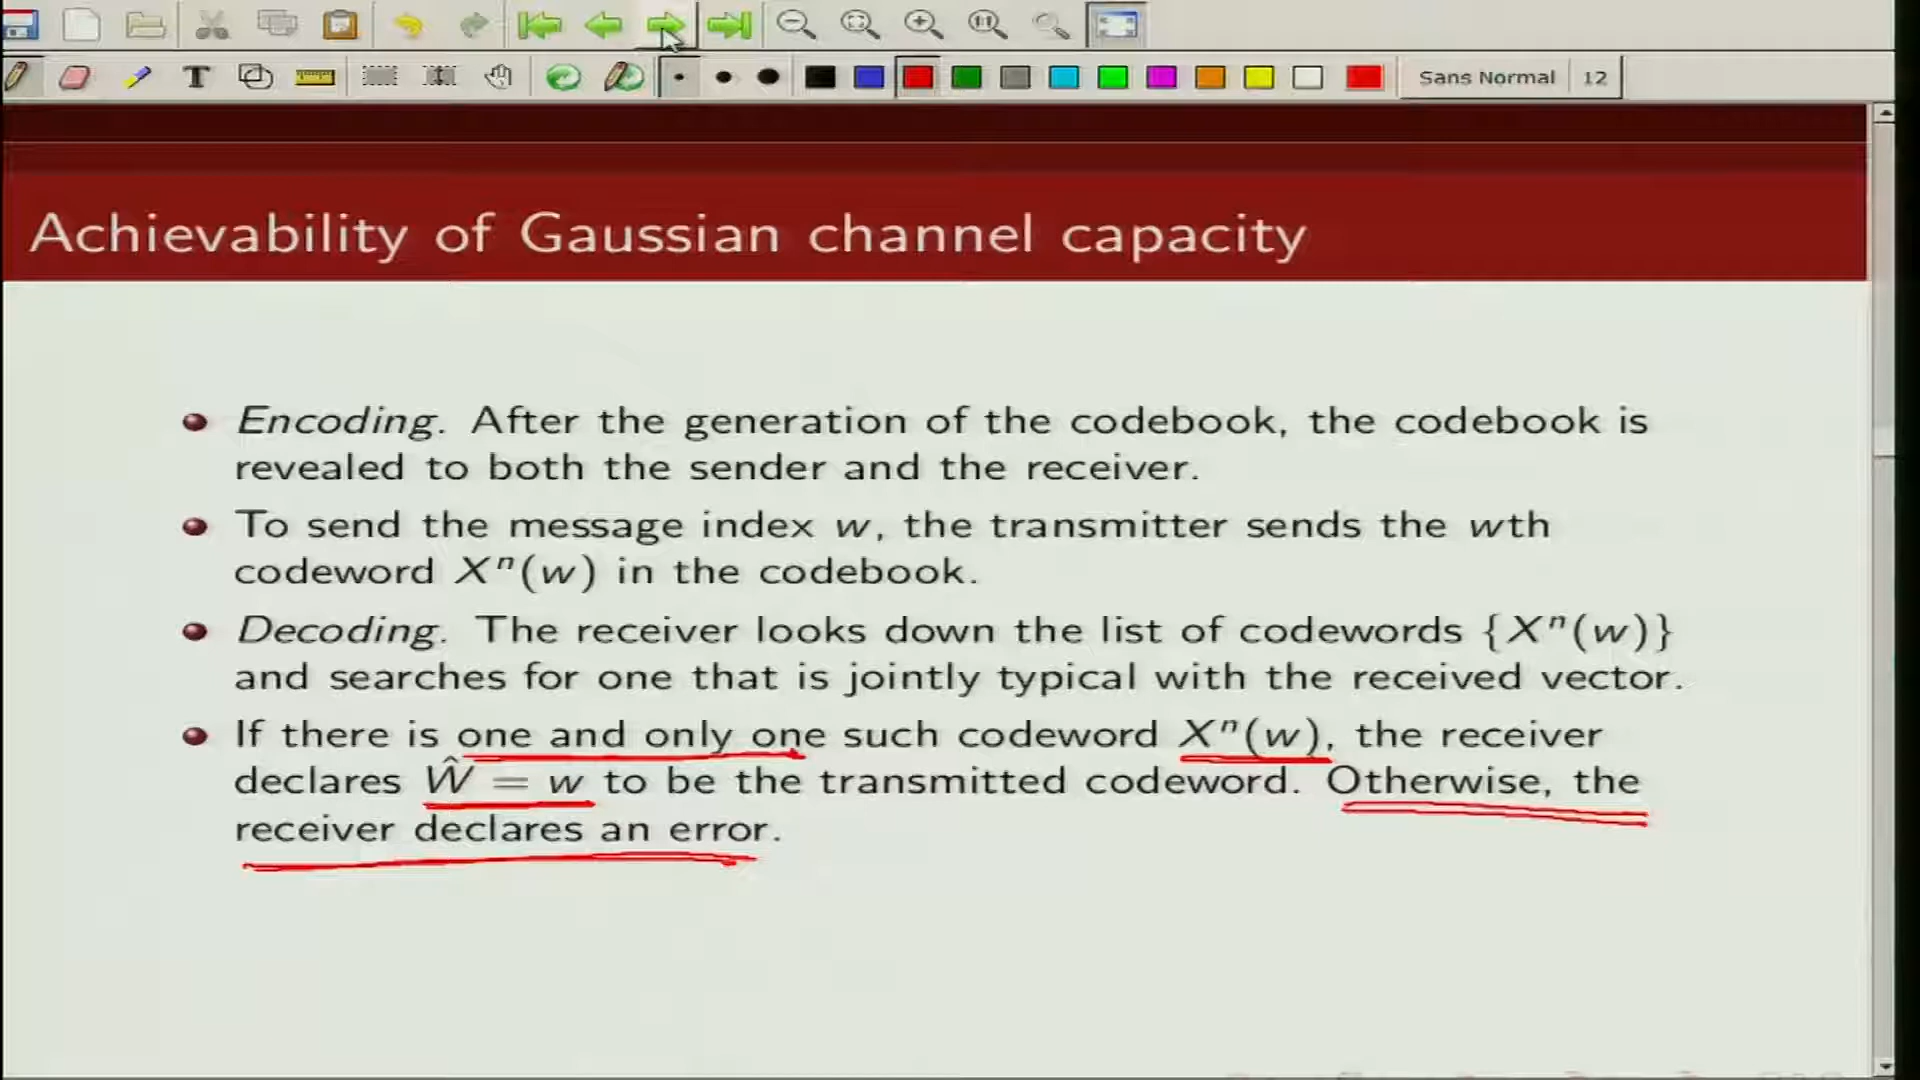 T
Sans Normal 12
Achievability of Gaussian channel capacity
Encoding. After the generation of the codebook, the codebook is
revealed to both the sender and the receiver.
To send the message index w, the transmitter sends the wth
codeword Xⁿ(w) in the codebook.
Decoding. The receiver looks down the list of codewords {Xⁿ(w)}
and searches for one that is jointly typical with the received vector.
If there is one and only one such codeword Xⁿ(w), the receiver
declares Ŵ = w to be the transmitted codeword. Otherwise, the
receiver declares an error.